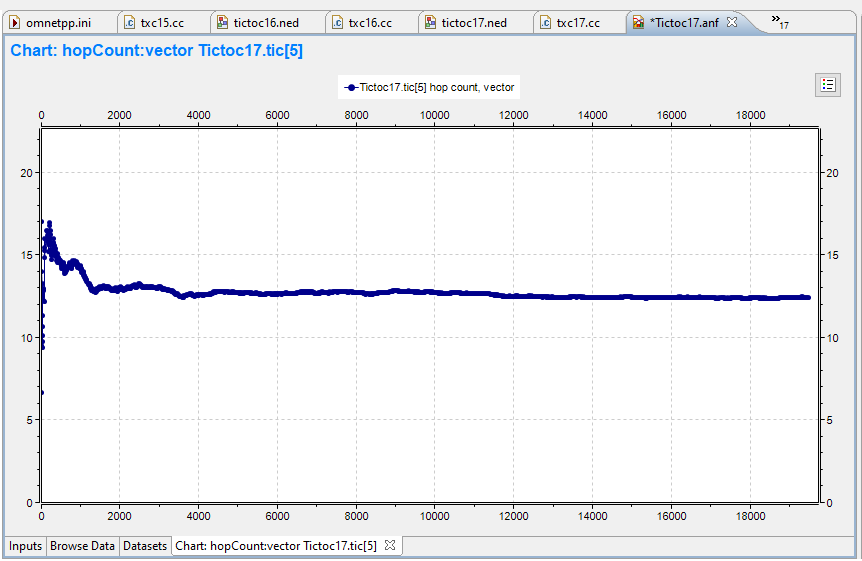 omnetpp.ini txc15.cc tictoc16.ned txc16.cc tictoc17.ned txc17.cc *Tictoc17.anf »17
Chart: hopCount:vector Tictoc17.tic[5]
Tictoc17.tic[5] hop count, vector
0 2000 4000 6000 8000 10000 12000 14000 16000 18000
20 20
15 15
10 10
5 5
0 0
0 2000 4000 6000 8000 10000 12000 14000 16000 18000
Inputs Browse Data Datasets Chart: hopCount:vector Tictoc17.tic[5]